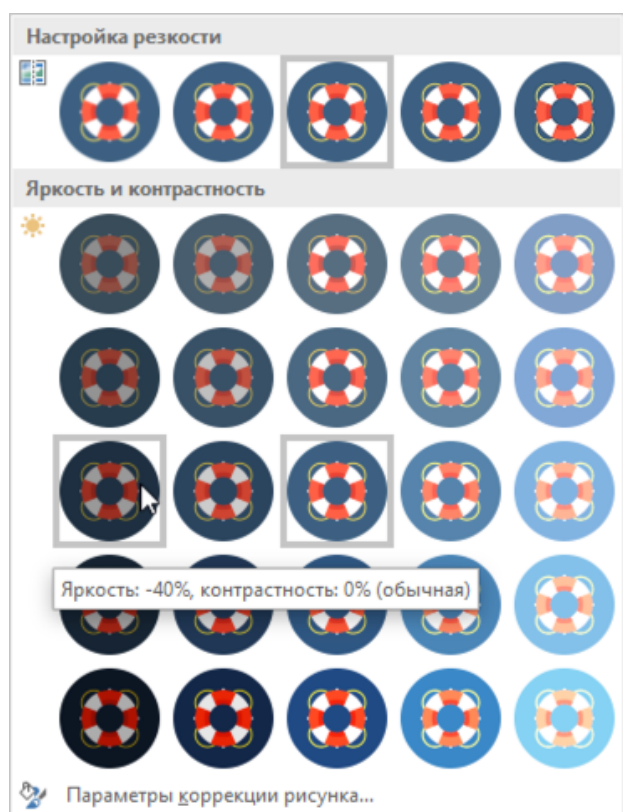 Настройка резкости
Яркость и контрастность
Яркость: -40%, контрастность: 0% (обычная)
Параметры коррекции рисунка...